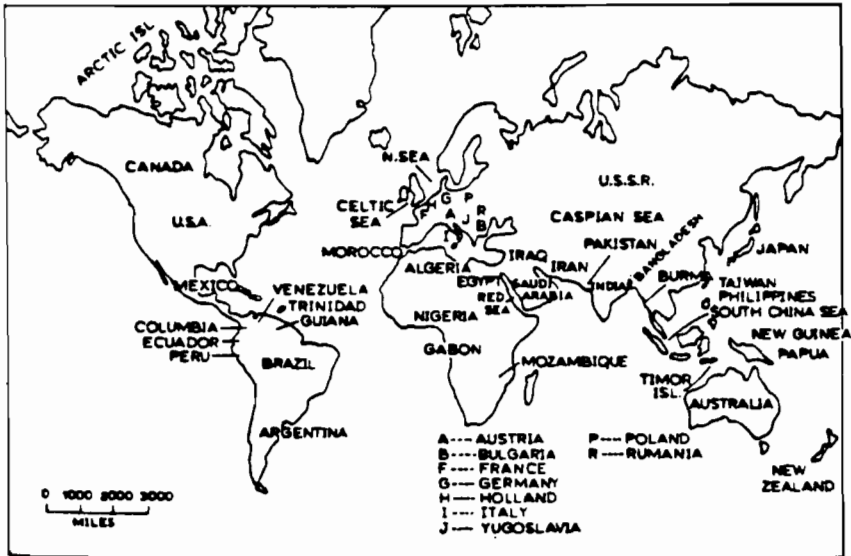 ARCTIC ISL
CANADA
U.S.A.
MEXICO
VENEZUELA
TRINIDAD
GUIANA
COLUMBIA
ECUADOR
PERU
BRAZIL
ARGENTINA
N.SEA
CELTIC
SEA
H
G
P
F
A
J
R
B
I
MOROCCO
ALGERIA
EGYPT
RED
SEA
SAUDI
ARABIA
IRAQ
IRAN
NIGERIA
GABON
MOZAMBIQUE
U.S.S.R.
CASPIAN SEA
PAKISTAN
INDIA
BANGLADESH
BURMA
JAPAN
TAIWAN
PHILIPPINES
SOUTH CHINA SEA
NEW GUINEA
PAPUA
TIMOR
ISL.
AUSTRALIA
NEW
ZEALAND
A---- AUSTRIA
B---- BULGARIA
F---- FRANCE
G---- GERMANY
H---- HOLLAND
I---- ITALY
J---- YUGOSLAVIA
P---- POLAND
R---- RUMANIA
0 1000 2000 3000
MILES